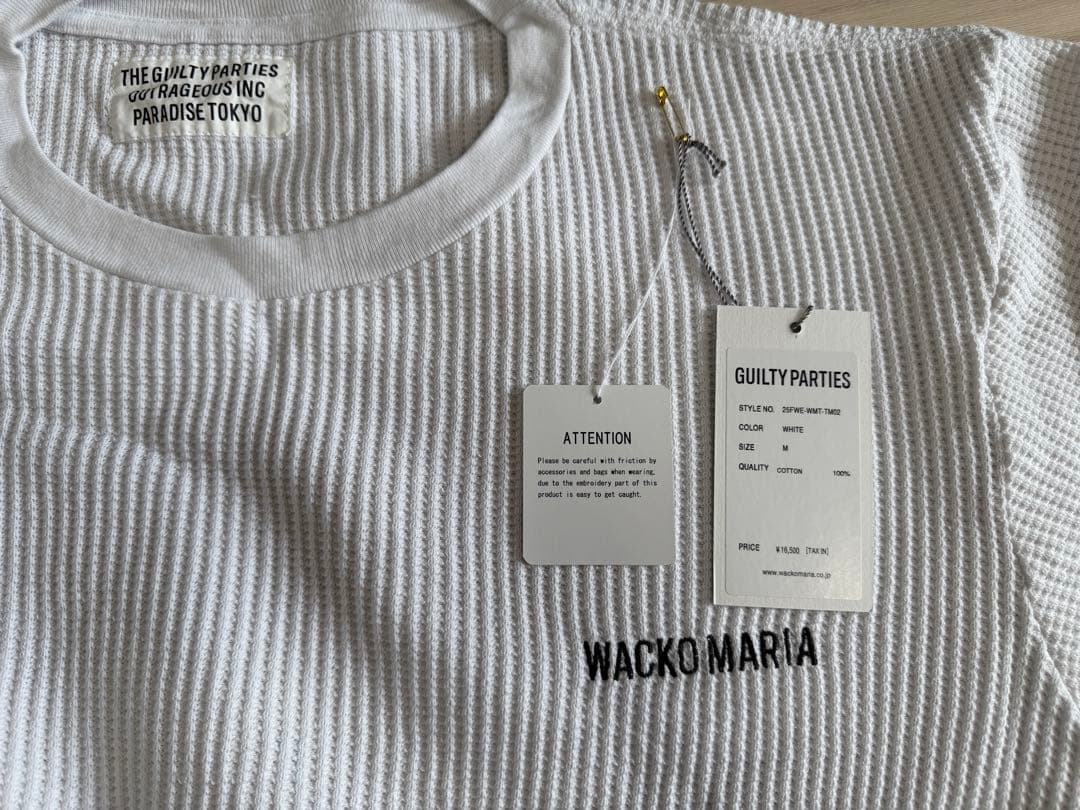 THE GUILTY PARTIES
OUTRAGEOUS INC
PARADISE TOKYO
ATTENTION
Please be careful with friction by
accessories and bags when wearing,
due to the embroidery part of this
product is easy to get caught.
GUILTY PARTIES
STYLE NO. 25FWE-WMT-TM02
COLOR WHITE
SIZE M
QUALITY COTTON 100%
PRICE ¥16,500 [TAX IN]
www.wackomaria.co.jp
WACKO MARIA